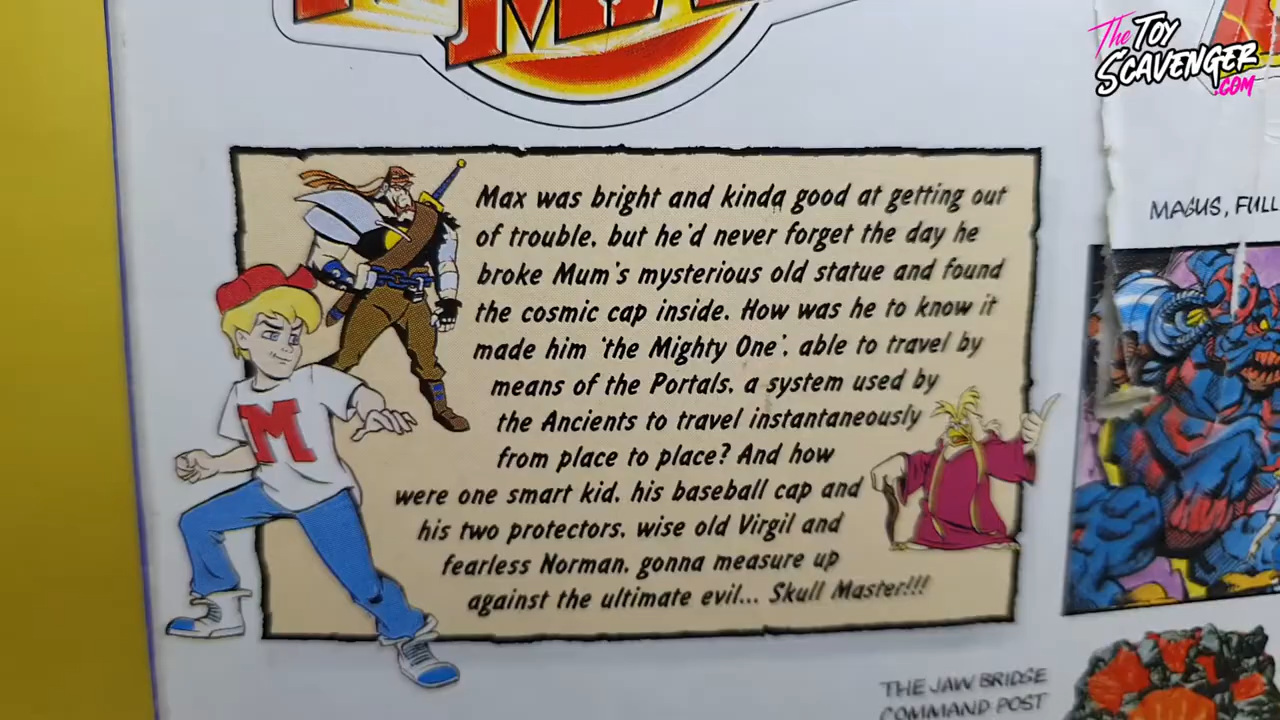 The Toy
Scavenger
.com
Max was bright and kinda good at getting out
of trouble, but he'd never forget the day he
broke Mum's mysterious old statue and found
the cosmic cap inside. How was he to know it
made him 'the Mighty One', able to travel by
means of the Portals, a system used by
the Ancients to travel instantaneously
from place to place? And how
were one smart kid, his baseball cap and
his two protectors, wise old Virgil and
fearless Norman, gonna measure up
against the ultimate evil... Skull Master!!!
M
MAGUS, FULL
THE JAW BRIDGE
COMMAND POST